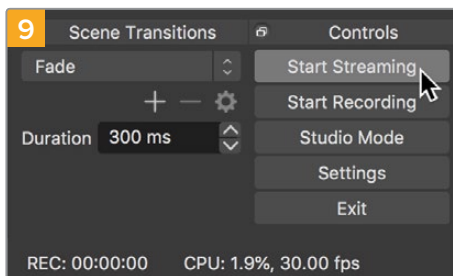 9
Scene Transitions
Controls
Fade
Start Streaming
Start Recording
Duration 300 ms
Studio Mode
Settings
Exit
REC: 00:00:00 CPU: 1.9%, 30.00 fps